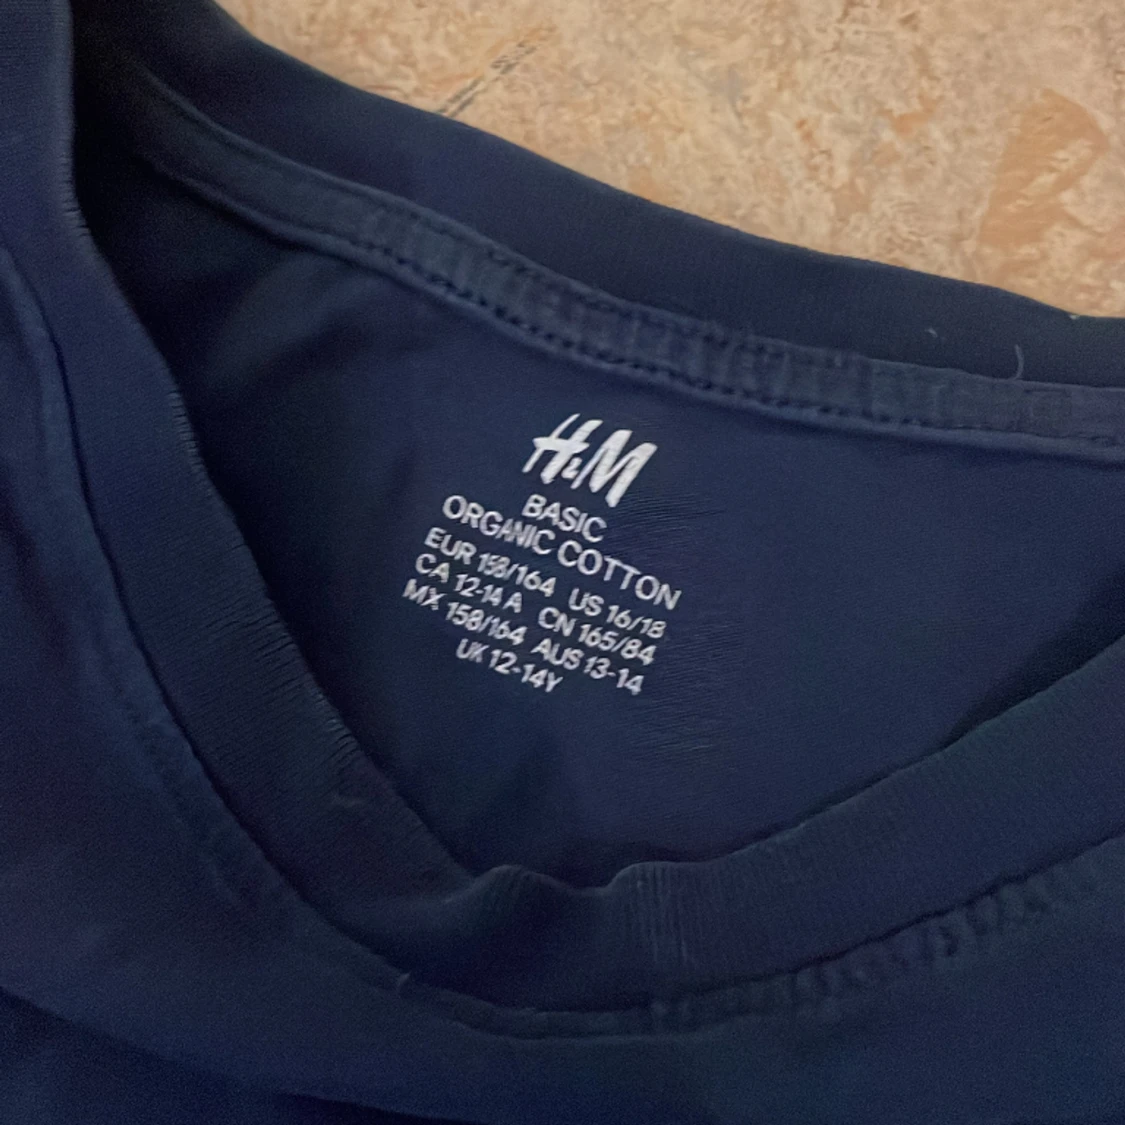 H&M
BASIC
ORGANIC COTTON
EUR 158/164 US 16/18
CA 12-14 A CN 165/84
MX 158/164 AUS 13-14
UK 12-14Y